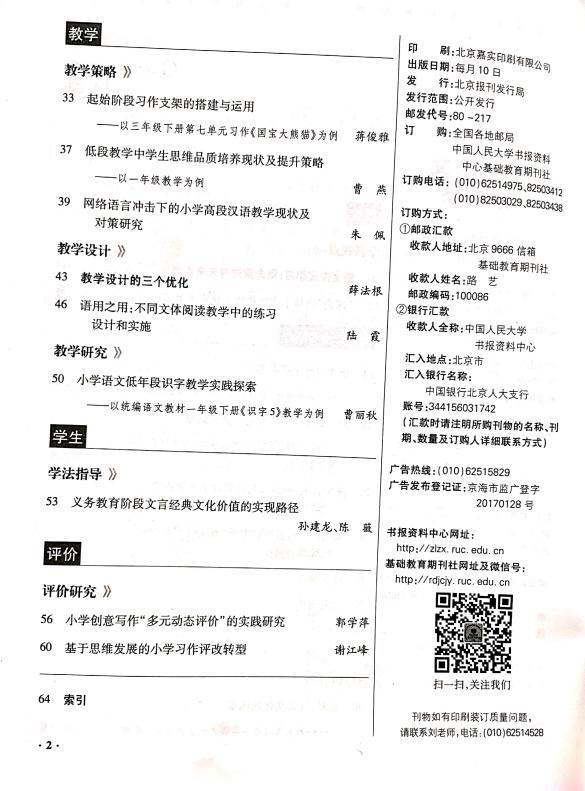 教学
教学策略 》
33 起始阶段习作支架的搭建与运用
——以三年级下册第七单元习作《国宝大熊猫》为例 蒋俊雅
37 低段教学中学生思维品质培养现状及提升策略
——以一年级教学为例 曹 燕
39 网络语言冲击下的小学高段汉语教学现状及
对策研究 朱 佩
教学设计 》
43 教学设计的三个优化 薛法根
46 语用之用:不同文体阅读教学中的练习
设计和实施 陆 霞
教学研究 》
50 小学语文低年段识字教学实践探索
——以统编语文教材一年级下册《识字5》教学为例 曹丽秋
学生
学法指导 》
53 义务教育阶段文言经典文化价值的实现路径
孙建龙、陈 薇
评价
评价研究 》
56 小学创意写作“多元动态评价”的实践研究 郭学萍
60 基于思维发展的小学习作评改转型 谢江峰
64 索引
·2·
印 刷:北京嘉实印刷有限公司
出版日期:每月10日
发 行:北京报刊发行局
发行范围:公开发行
邮发代号:80-217
订 购:全国各地邮局
中国人民大学书报资料
中心基础教育期刊社
订购电话:(010)62514975、82503412
(010)82503029、82503438
订购方式:
①邮政汇款
收款人地址:北京9666信箱
基础教育期刊社
收款人姓名:路 艺
邮政编码:100086
②银行汇款
收款人全称:中国人民大学
书报资料中心
汇入地点:北京市
汇入银行名称:
中国银行北京人大支行
账号:344156031742
(汇款时请注明所购刊物的名称、刊
期、数量及订购人详细联系方式)
广告热线:(010)62515829
广告发布登记证:京海市监广登字
20170128号
书报资料中心网址:
http://zlzx.ruc.edu.cn
基础教育期刊社网址及微信号:
http://rdjcjy.ruc.edu.cn
扫一扫,关注我们
刊物如有印刷装订质量问题,
请联系刘老师,电话:(010)62514528